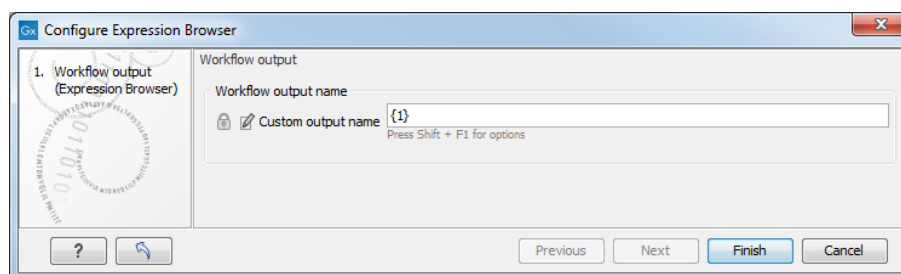 Gx Configure Expression Browser
X
1. Workflow output
(Expression Browser)
Workflow output
Workflow output name
Custom output name {1}
Press Shift + F1 for options
?
Previous Next Finish Cancel